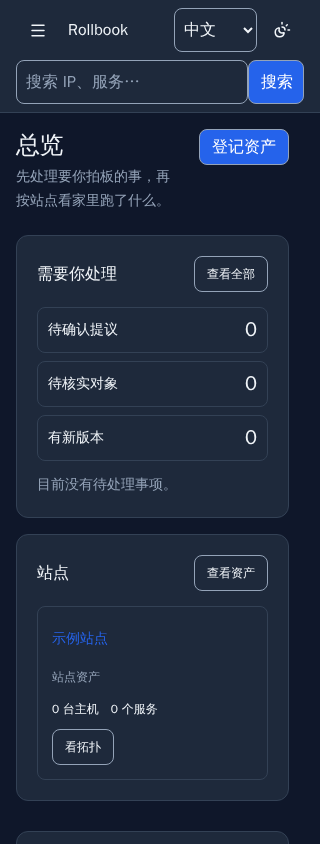 Rollbook
中文
搜索 IP、服务…
搜索
总览
登记资产
先处理要你拍板的事，再
按站点看家里跑了什么。
需要你处理
查看全部
待确认提议
0
待核实对象
0
有新版本
0
目前没有待处理事项。
站点
查看资产
示例站点
站点资产
0 台主机 0 个服务
看拓扑